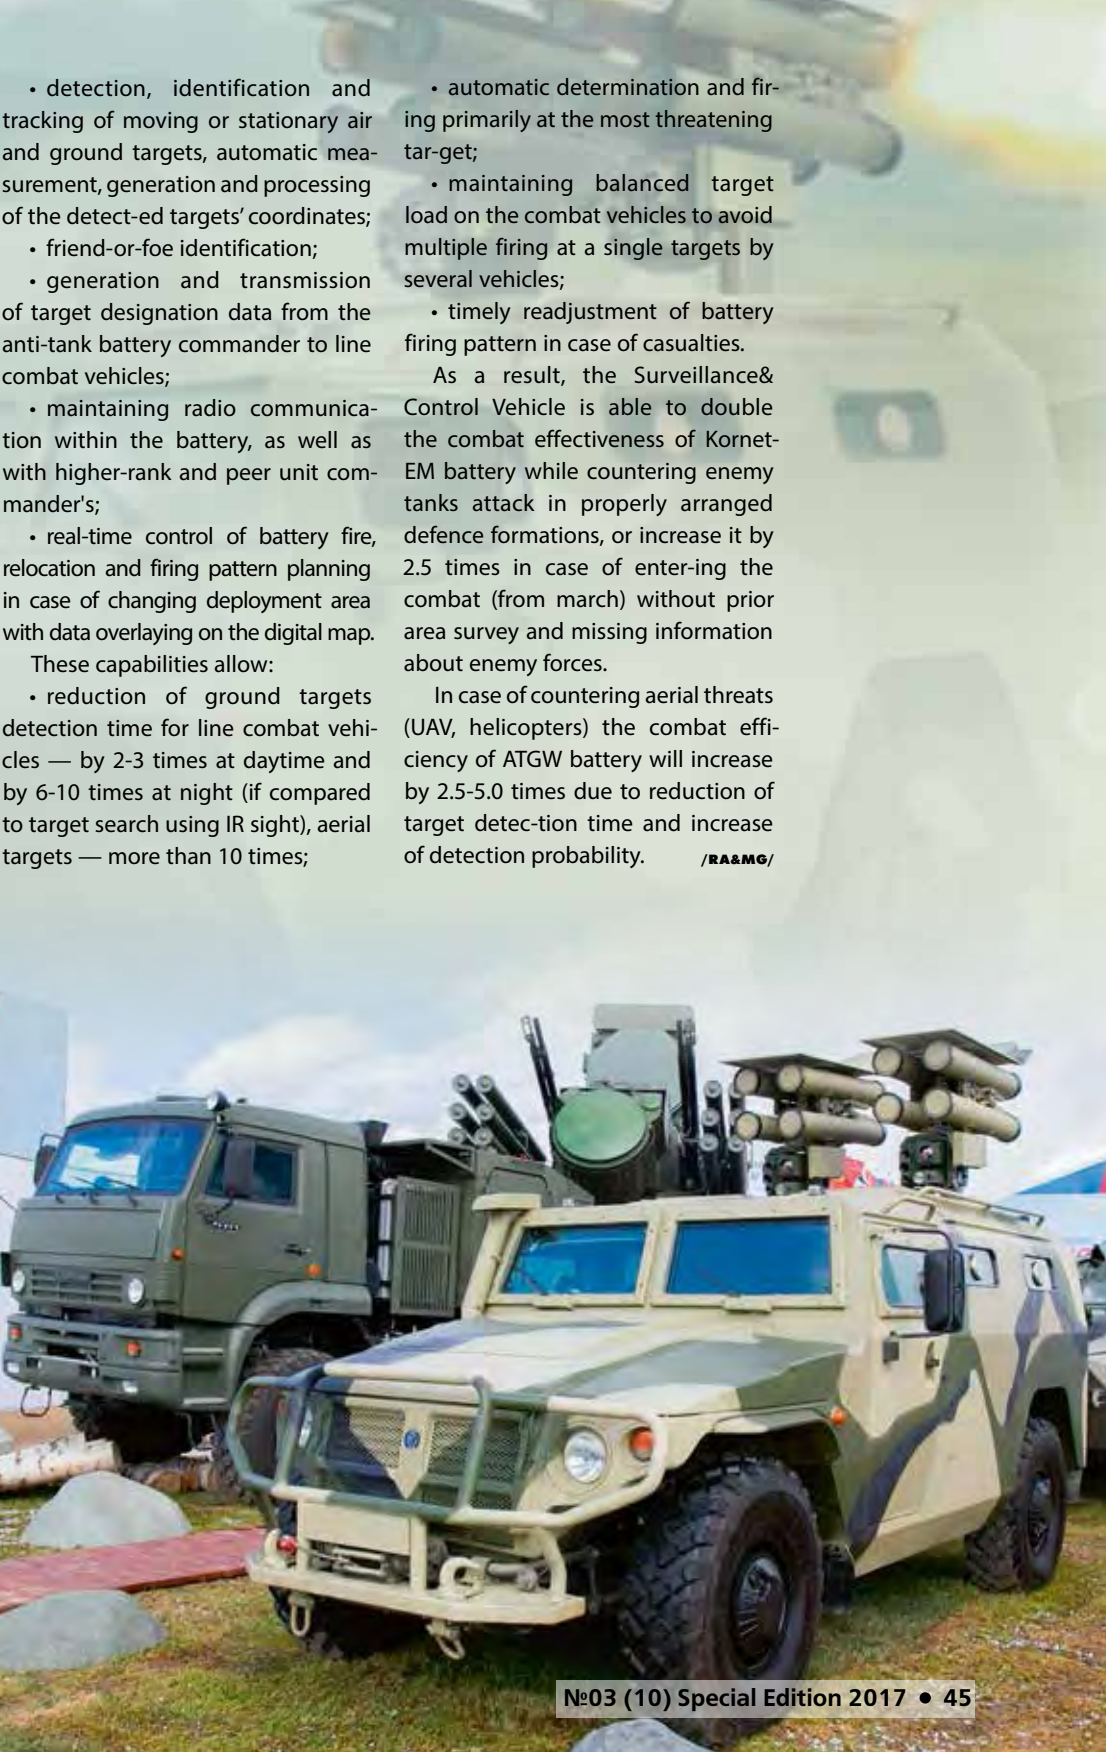 • detection, identification and
tracking of moving or stationary air
and ground targets, automatic mea-
surement, generation and processing
of the detect-ed targets’ coordinates;
• friend-or-foe identification;
• generation and transmission
of target designation data from the
anti-tank battery commander to line
combat vehicles;
• maintaining radio communica-
tion within the battery, as well as
with higher-rank and peer unit com-
mander's;
• real-time control of battery fire,
relocation and firing pattern planning
in case of changing deployment area
with data overlaying on the digital map.
These capabilities allow:
• reduction of ground targets
detection time for line combat vehi-
cles — by 2-3 times at daytime and
by 6-10 times at night (if compared
to target search using IR sight), aerial
targets — more than 10 times;
• automatic determination and fir-
ing primarily at the most threatening
tar-get;
• maintaining balanced target
load on the combat vehicles to avoid
multiple firing at a single targets by
several vehicles;
• timely readjustment of battery
firing pattern in case of casualties.
As a result, the Surveillance&
Control Vehicle is able to double
the combat effectiveness of Kornet-
EM battery while countering enemy
tanks attack in properly arranged
defence formations, or increase it by
2.5 times in case of enter-ing the
combat (from march) without prior
area survey and missing information
about enemy forces.
In case of countering aerial threats
(UAV, helicopters) the combat effi-
ciency of ATGW battery will increase
by 2.5-5.0 times due to reduction of
target detec-tion time and increase
of detection probability. /RA&MG/
№03 (10) Special Edition 2017 • 45